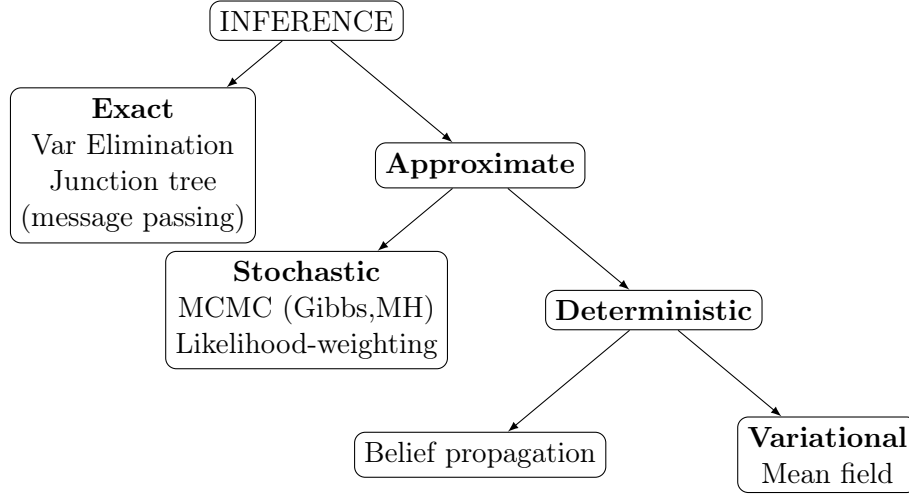 INFERENCE
Exact
Var Elimination
Junction tree
(message passing)
Approximate
Stochastic
MCMC (Gibbs,MH)
Likelihood-weighting
Deterministic
Belief propagation
Variational
Mean field